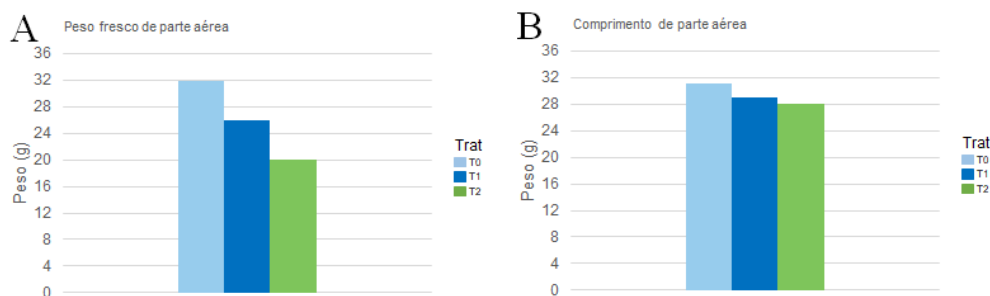 A
Peso fresco de parte aérea
36
32
28
24
20
16
12
8
4
0
Peso (g)
Trat
T0
T1
T2
B
Comprimento de parte aérea
36
32
28
24
20
16
12
8
4
0
Peso (g)
Trat
T0
T1
T2